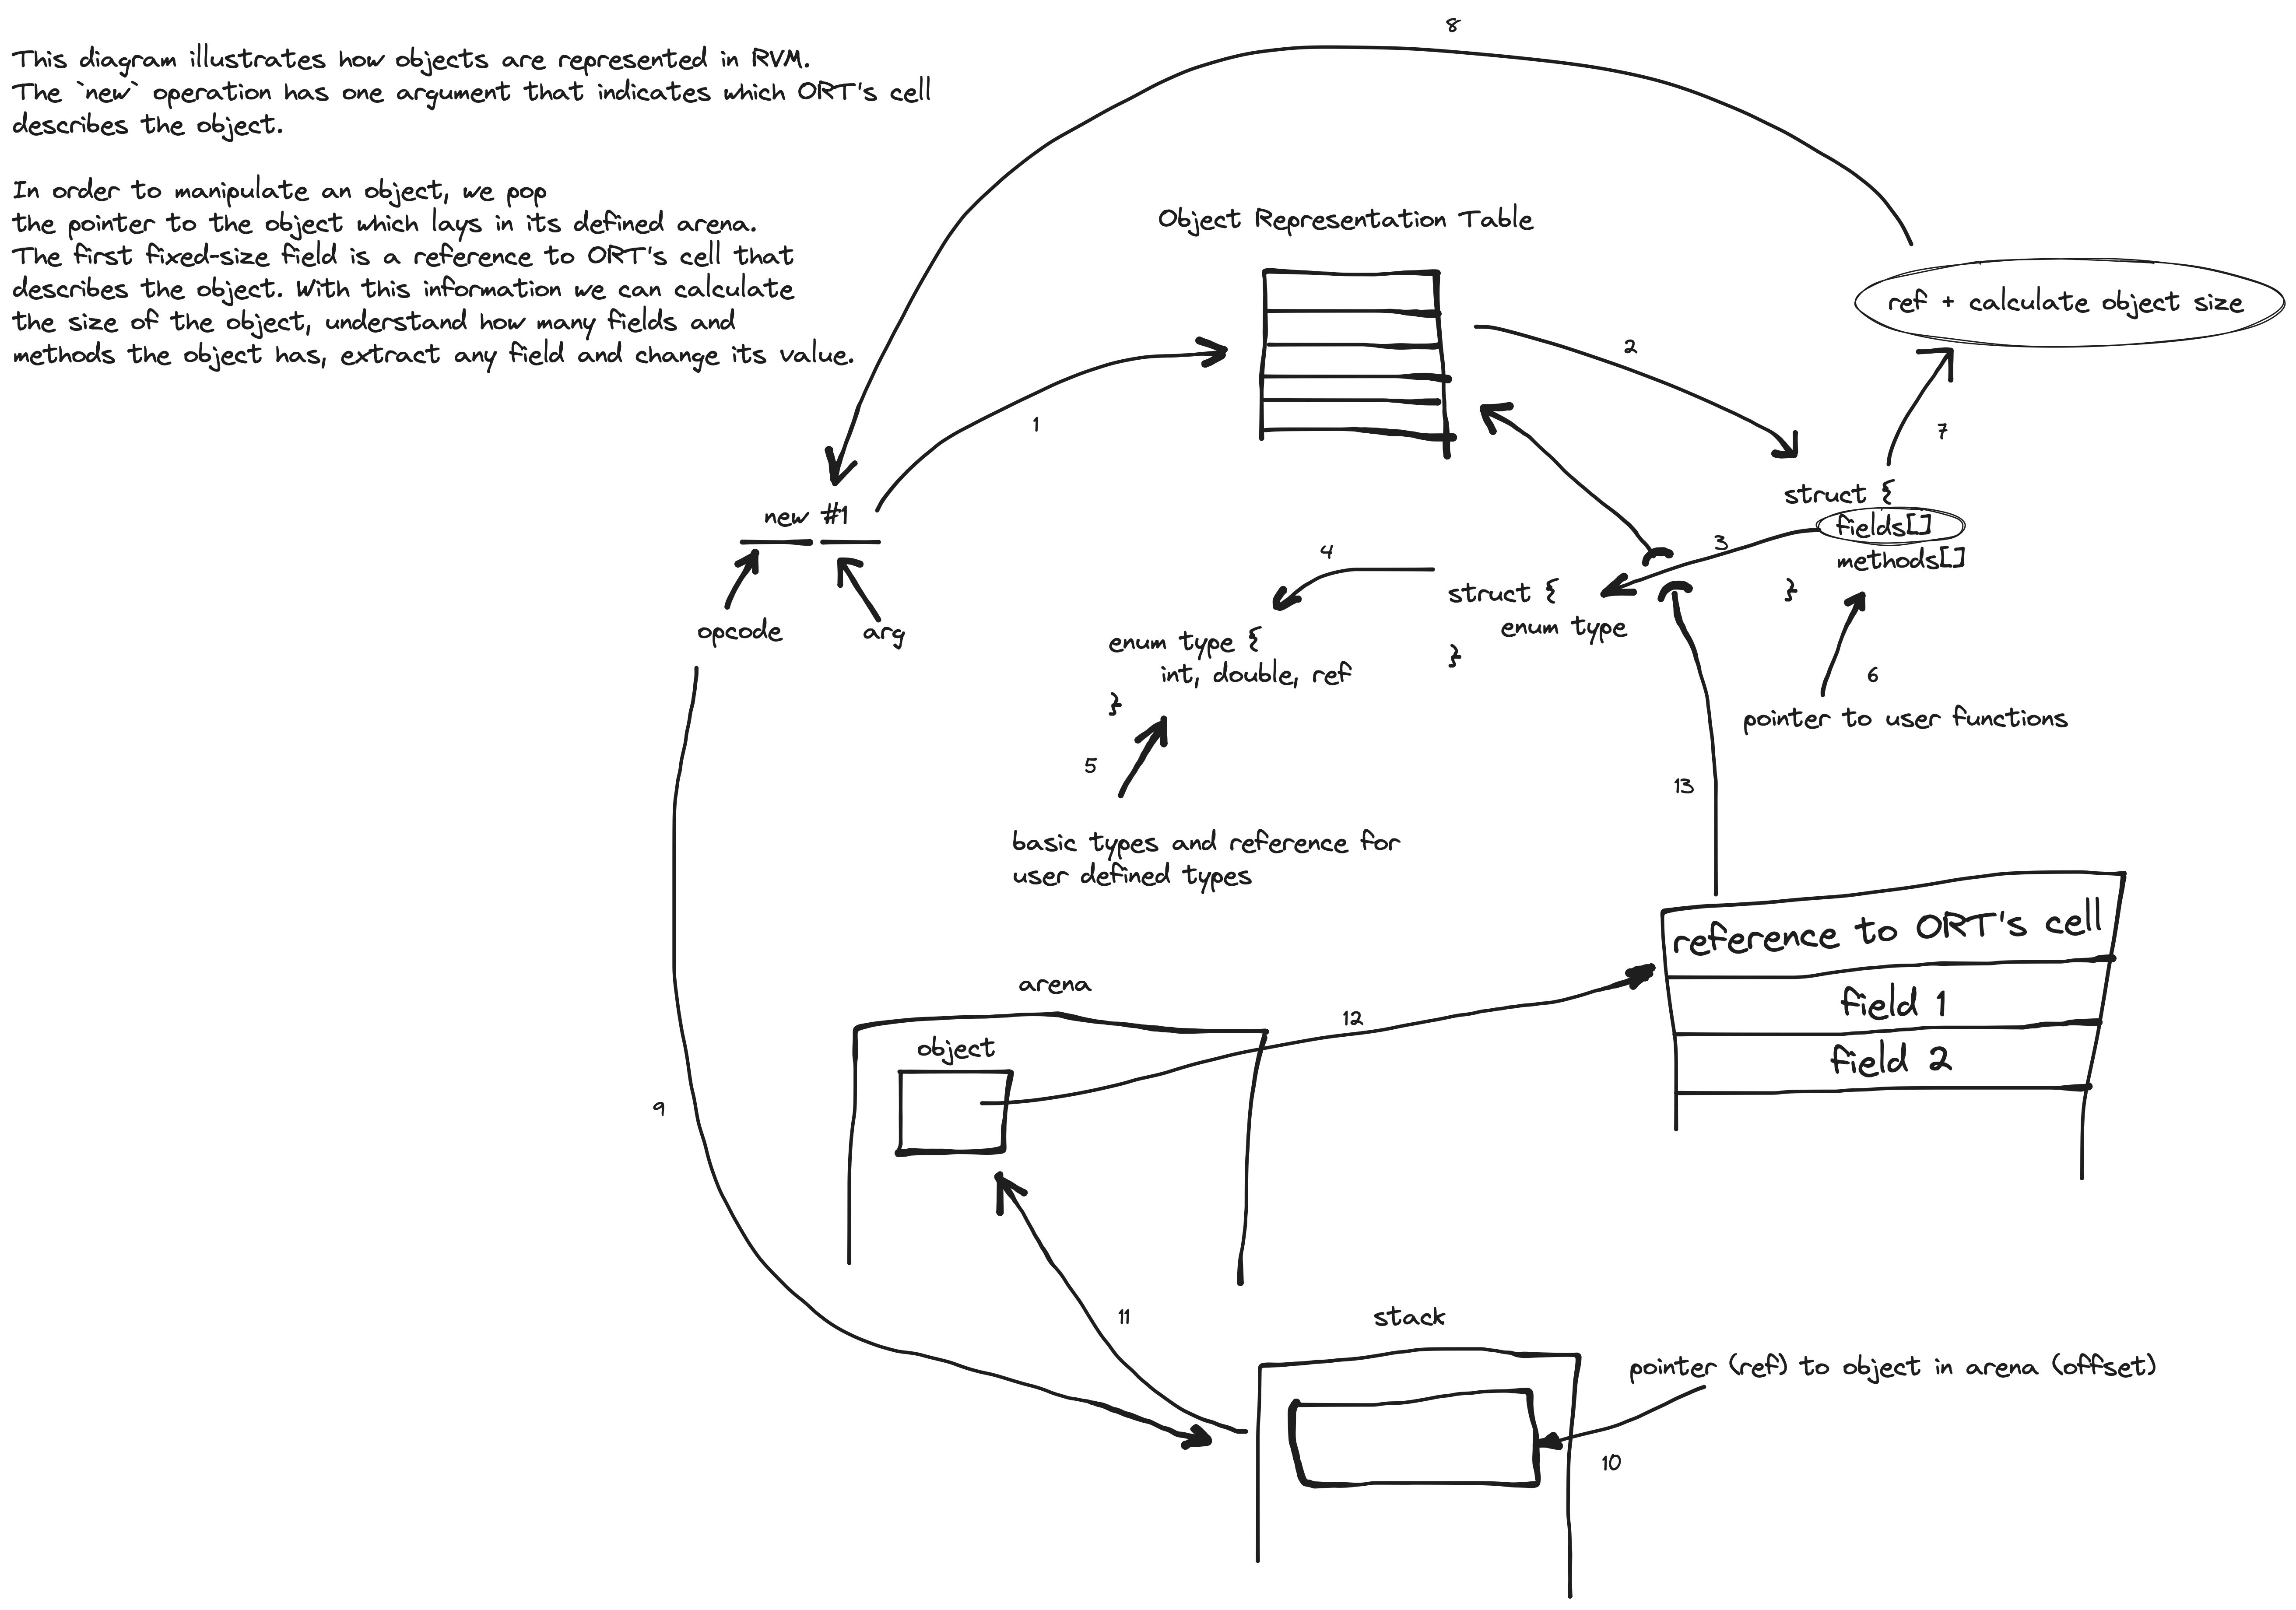 This diagram illustrates how objects are represented in RVM.
The `new` operation has one argument that indicates which ORT's cell
describes the object.
In order to manipulate an object, we pop
the pointer to the object which lays in its defined arena.
The first fixed-size field is a reference to ORT's cell that
describes the object. With this information we can calculate
the size of the object, understand how many fields and
methods the object has, extract any field and change its value.
8
Object Representation Table
ref + calculate object size
1
2
7
new #1
opcode
arg
struct {
fields[]
methods[]
}
3
4
struct {
enum type
}
enum type {
int, double, ref
}
5
basic types and reference for
user defined types
6
pointer to user functions
13
reference to ORT's cell
field 1
field 2
arena
object
12
9
11
stack
pointer (ref) to object in arena (offset)
10